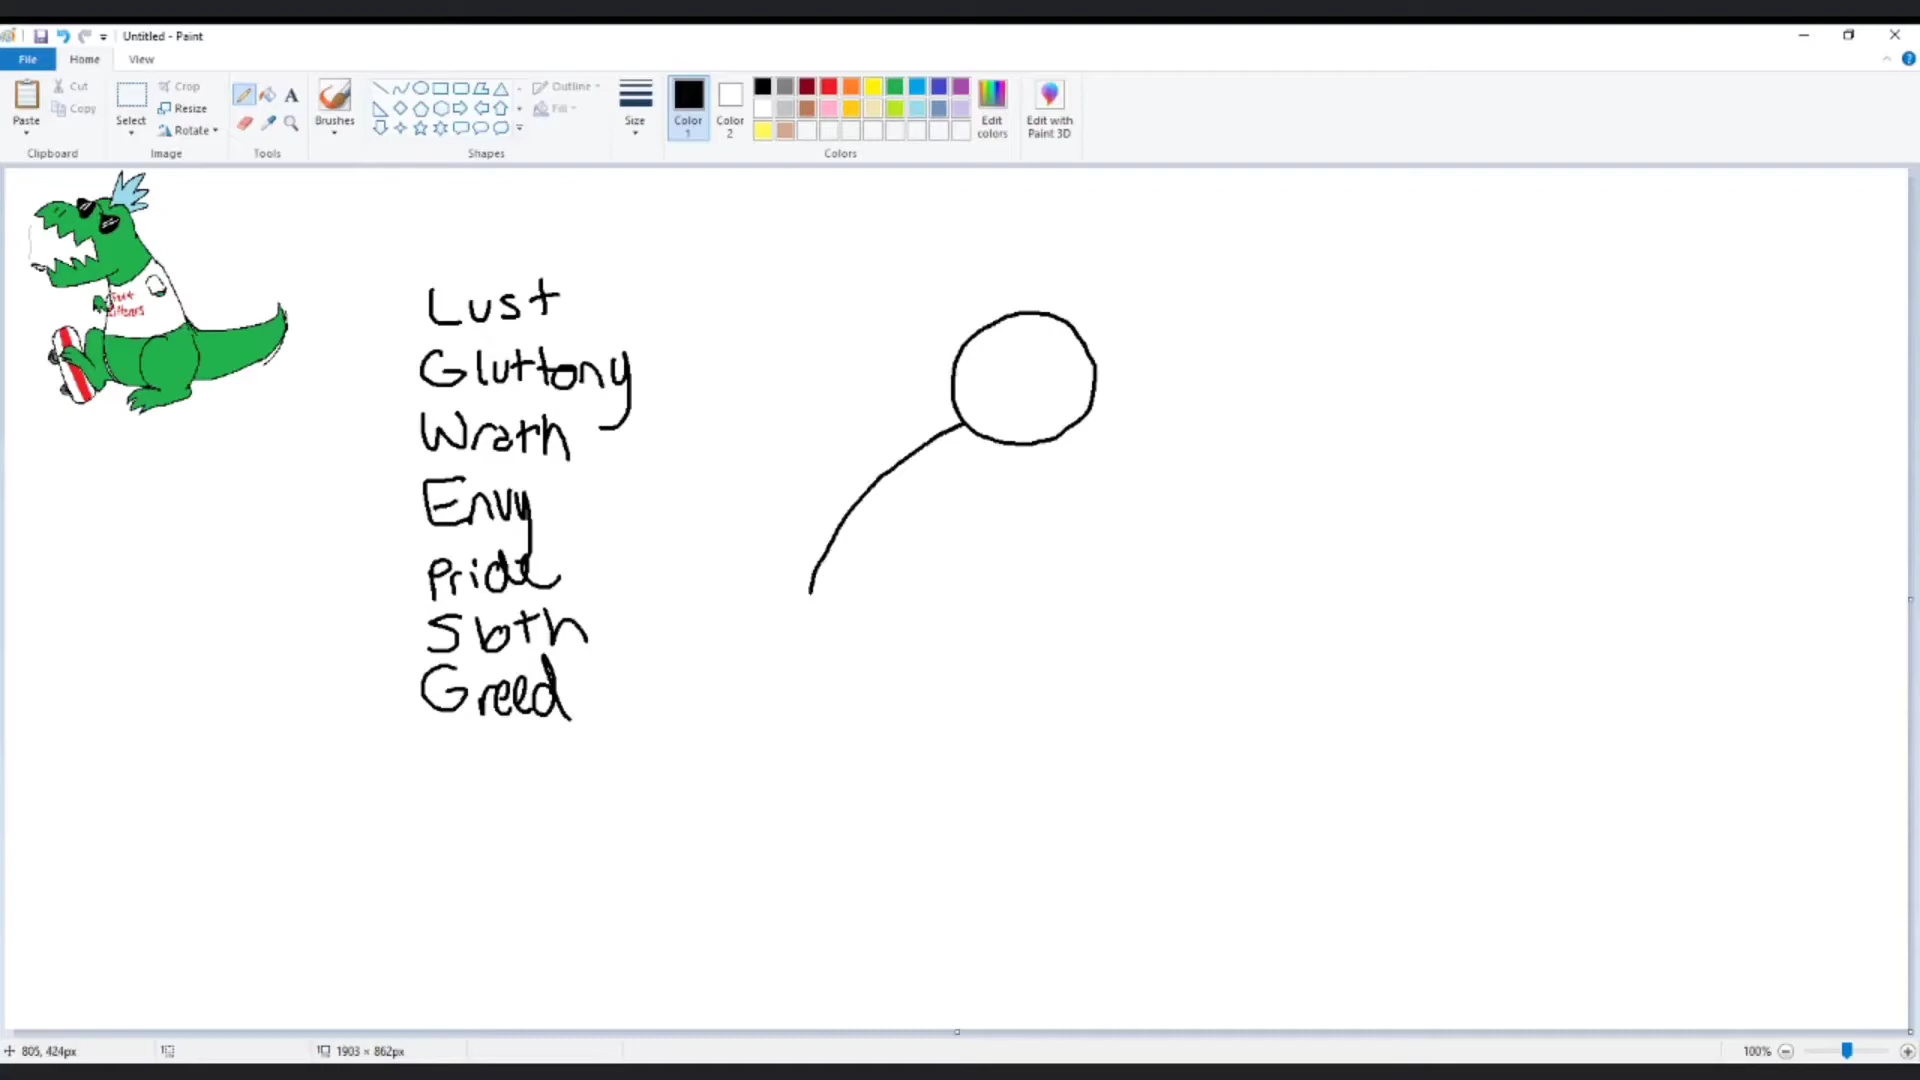 Untitled - Paint
File Home View
Paste Cut Copy Clipboard
Select Crop Resize Rotate Image
Tools
Brushes
Outline Fill Shapes
Size
Color 1 Color 2 Edit colors Colors
Edit with Paint 3D
Lust
Gluttony
Wrath
Envy
Pride
Sloth
Greed
805, 424px 1903 × 862px 100%